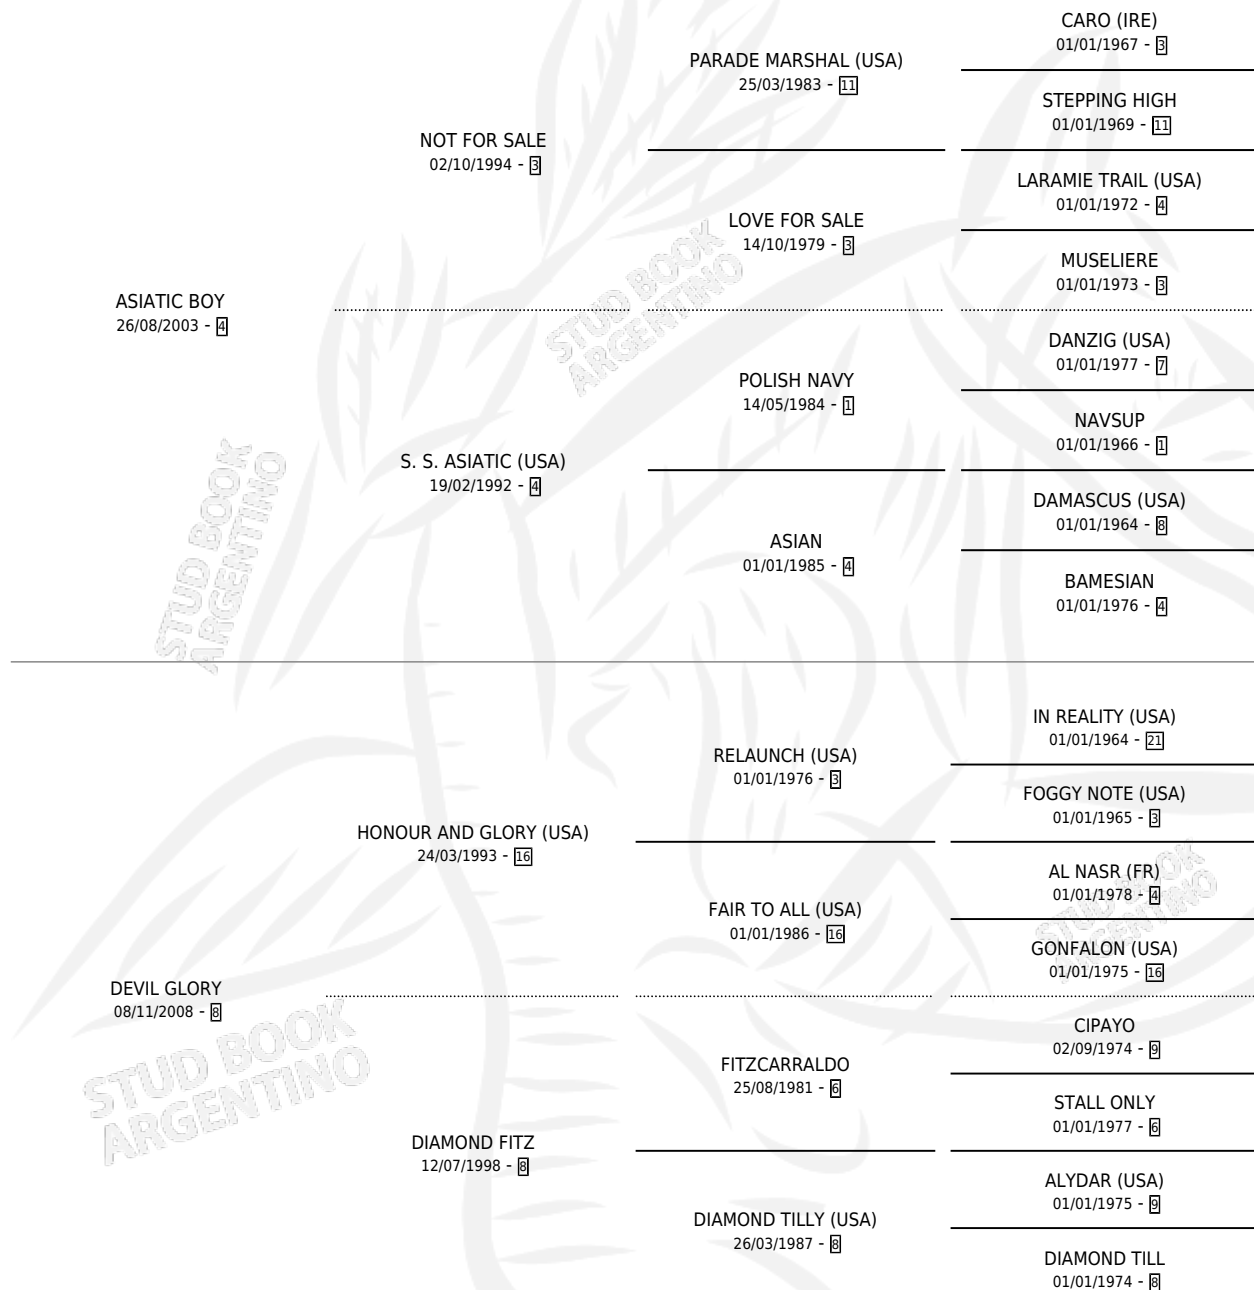 CARO (IRE)
01/01/1967 - 3
PARADE MARSHAL (USA)
25/03/1983 - 11
STEPPING HIGH
01/01/1969 - 11
NOT FOR SALE
02/10/1994 - 3
LARAMIE TRAIL (USA)
01/01/1972 - 4
LOVE FOR SALE
14/10/1979 - 3
MUSELIERE
01/01/1973 - 3
ASIATIC BOY
26/08/2003 - 4
STUD BOOK
ARGENTINO
DANZIG (USA)
01/01/1977 - 7
POLISH NAVY
14/05/1984 - 1
NAVSUP
01/01/1966 - 1
S. S. ASIATIC (USA)
19/02/1992 - 4
DAMASCUS (USA)
01/01/1964 - 8
ASIAN
01/01/1985 - 4
BAMESIAN
01/01/1976 - 4
STUD BOOK
ARGENTINO
IN REALITY (USA)
01/01/1964 - 21
RELAUNCH (USA)
01/01/1976 - 3
FOGGY NOTE (USA)
01/01/1965 - 3
HONOUR AND GLORY (USA)
24/03/1993 - 16
AL NASR (FR)
01/01/1978 - 4
FAIR TO ALL (USA)
01/01/1986 - 16
STUD BOOK
ARGENTINO
GONFALON (USA)
01/01/1975 - 16
DEVIL GLORY
08/11/2008 - 8
CIPAYO
02/09/1974 - 9
FITZCARRALDO
25/08/1981 - 6
STUD BOOK
ARGENTINO
STALL ONLY
01/01/1977 - 6
DIAMOND FITZ
12/07/1998 - 8
ALYDAR (USA)
01/01/1975 - 9
DIAMOND TILLY (USA)
26/03/1987 - 8
DIAMOND TILL
01/01/1974 - 8